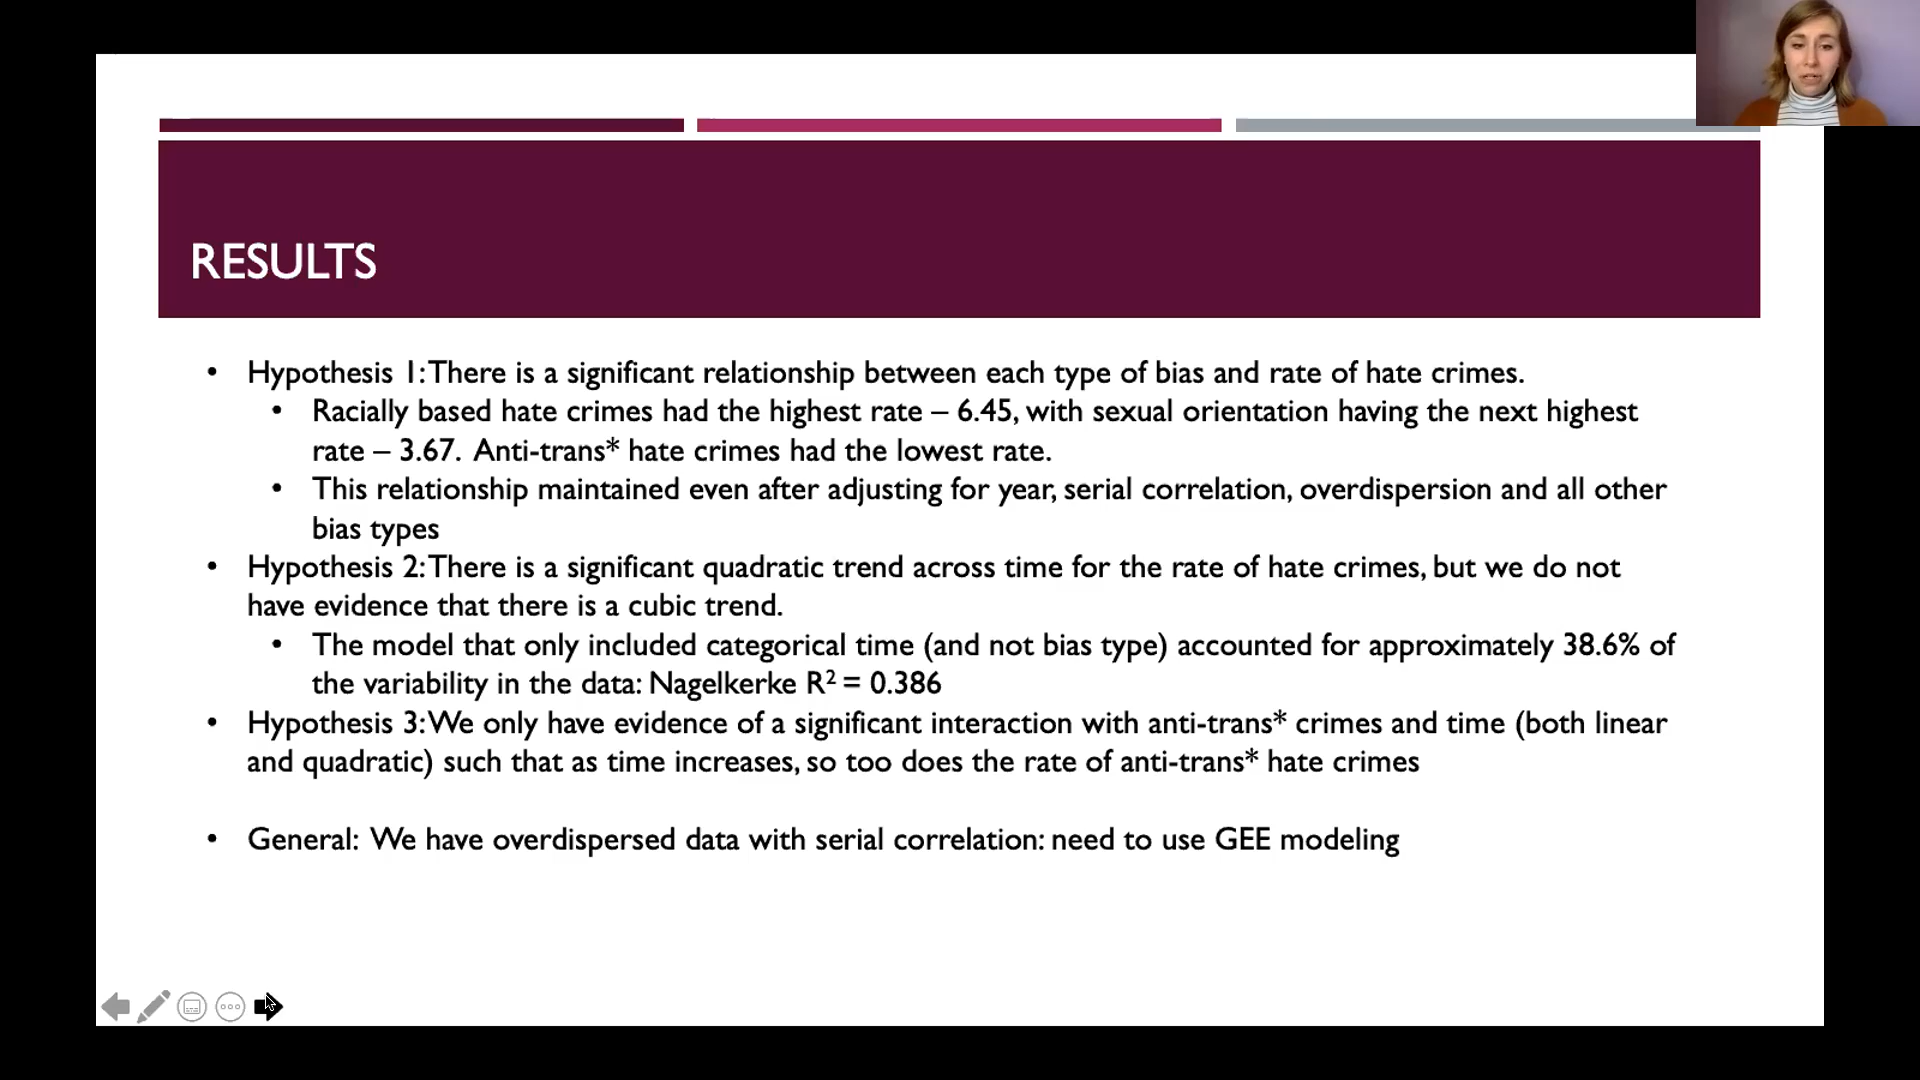 RESULTS
• Hypothesis 1: There is a significant relationship between each type of bias and rate of hate crimes.
• Racially based hate crimes had the highest rate – 6.45, with sexual orientation having the next highest
rate – 3.67. Anti-trans* hate crimes had the lowest rate.
• This relationship maintained even after adjusting for year, serial correlation, overdispersion and all other
bias types
• Hypothesis 2: There is a significant quadratic trend across time for the rate of hate crimes, but we do not
have evidence that there is a cubic trend.
• The model that only included categorical time (and not bias type) accounted for approximately 38.6% of
the variability in the data: Nagelkerke R² = 0.386
• Hypothesis 3: We only have evidence of a significant interaction with anti-trans* crimes and time (both linear
and quadratic) such that as time increases, so too does the rate of anti-trans* hate crimes
• General: We have overdispersed data with serial correlation: need to use GEE modeling